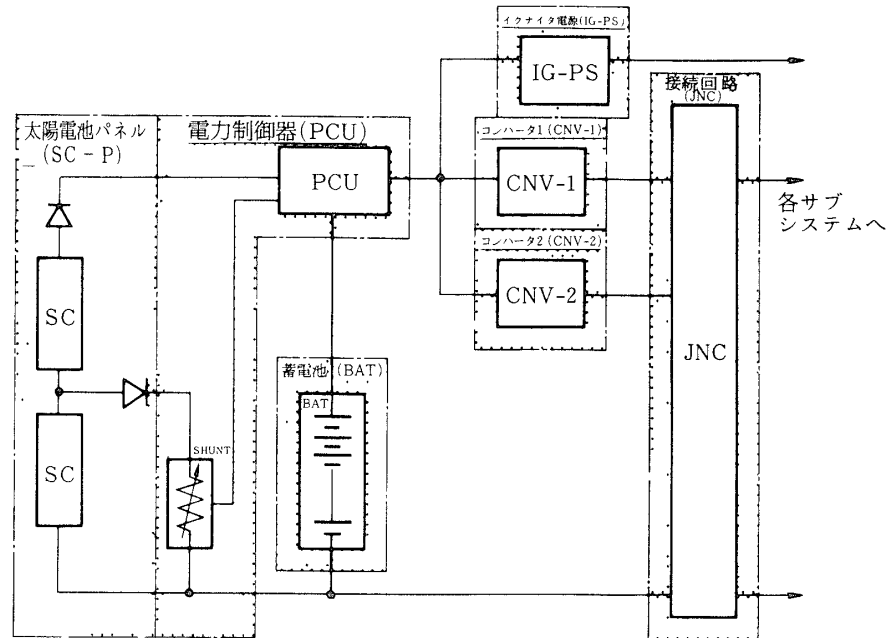 イクナイタ電源(IG-PS)
IG-PS
接続回路
(JNC)
太陽電池パネル
(SC-P)
電力制御器(PCU)
PCU
コンバータ1(CNV-1)
CNV-1
各サブ
システムへ
コンバータ2(CNV-2)
CNV-2
SC
JNC
蓄電池(BAT)
BAT
SHUNT
SC